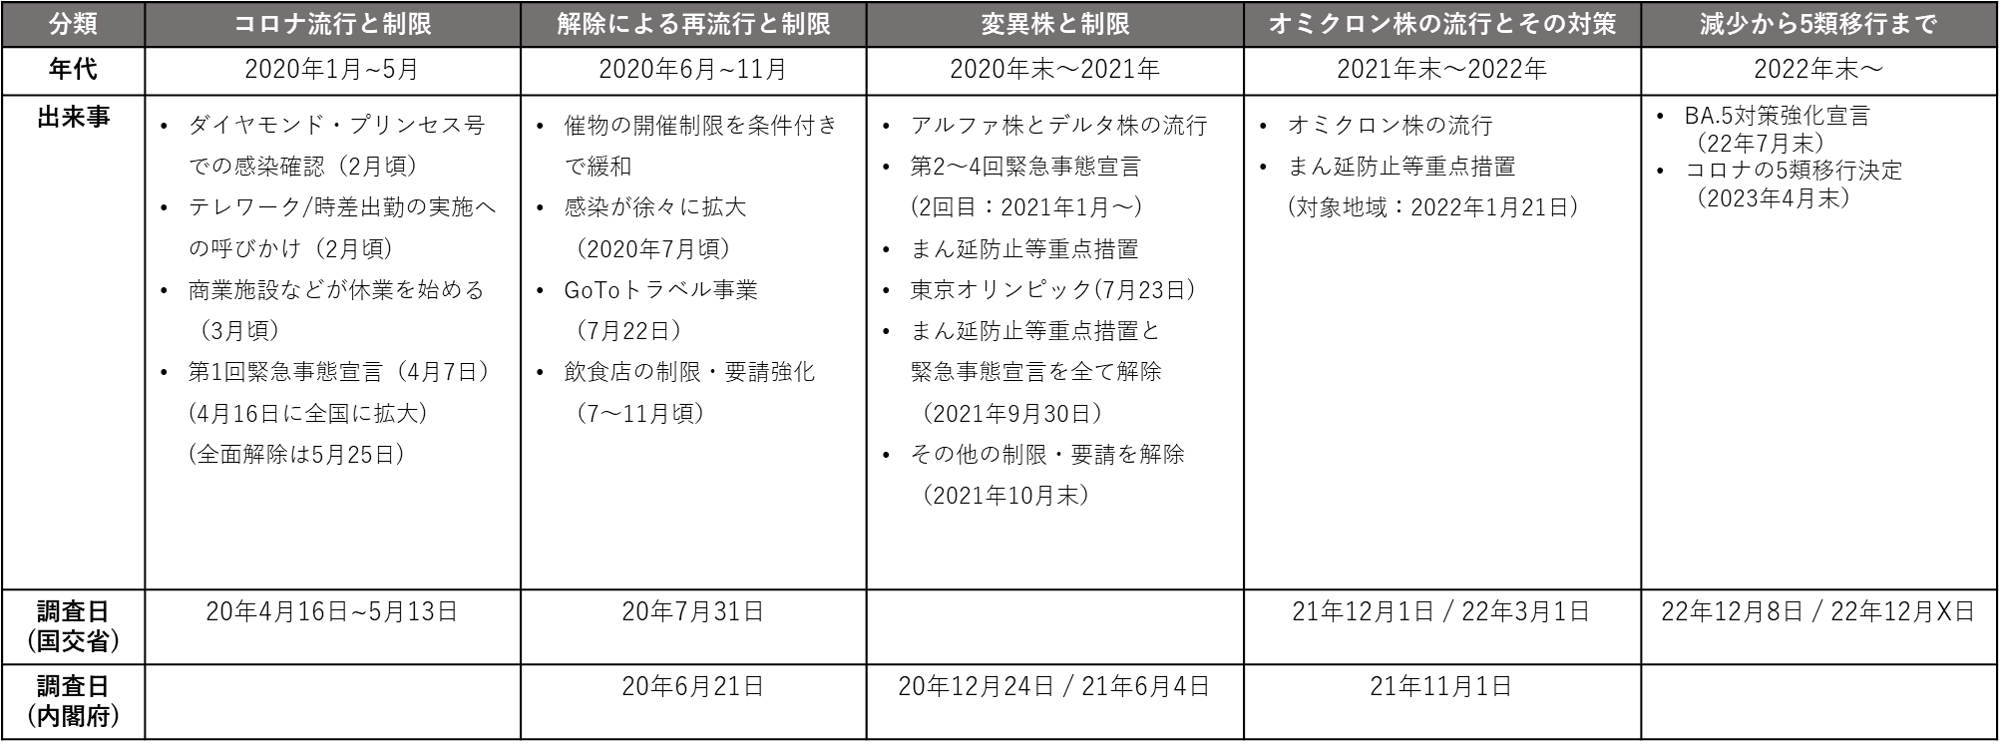 分類
コロナ流行と制限
解除による再流行と制限
変異株と制限
オミクロン株の流行とその対策
減少から5類移行まで
年代
2020年1月~5月
2020年6月~11月
2020年末～2021年
2021年末～2022年
2022年末～
出来事
• ダイヤモンド・プリンセス号
での感染確認（2月頃）
• テレワーク/時差出勤の実施へ
の呼びかけ（2月頃）
• 商業施設などが休業を始める
（3月頃）
• 第1回緊急事態宣言（4月7日）
(4月16日に全国に拡大)
(全面解除は5月25日)
• 催物の開催制限を条件付き
で緩和
• 感染が徐々に拡大
（2020年7月頃）
• GoToトラベル事業
（7月22日）
• 飲食店の制限・要請強化
（7～11月頃）
• アルファ株とデルタ株の流行
• 第2～4回緊急事態宣言
(2回目：2021年1月～)
• まん延防止等重点措置
• 東京オリンピック(7月23日)
• まん延防止等重点措置と
緊急事態宣言を全て解除
（2021年9月30日）
• その他の制限・要請を解除
（2021年10月末）
• オミクロン株の流行
• まん延防止等重点措置
(対象地域：2022年1月21日)
• BA.5対策強化宣言
（22年7月末）
• コロナの5類移行決定
（2023年4月末）
調査日
（国交省）
20年4月16日~5月13日
20年7月31日
21年12月1日 / 22年3月1日
22年12月8日 / 22年12月X日
調査日
（内閣府）
20年6月21日
20年12月24日 / 21年6月4日
21年11月1日